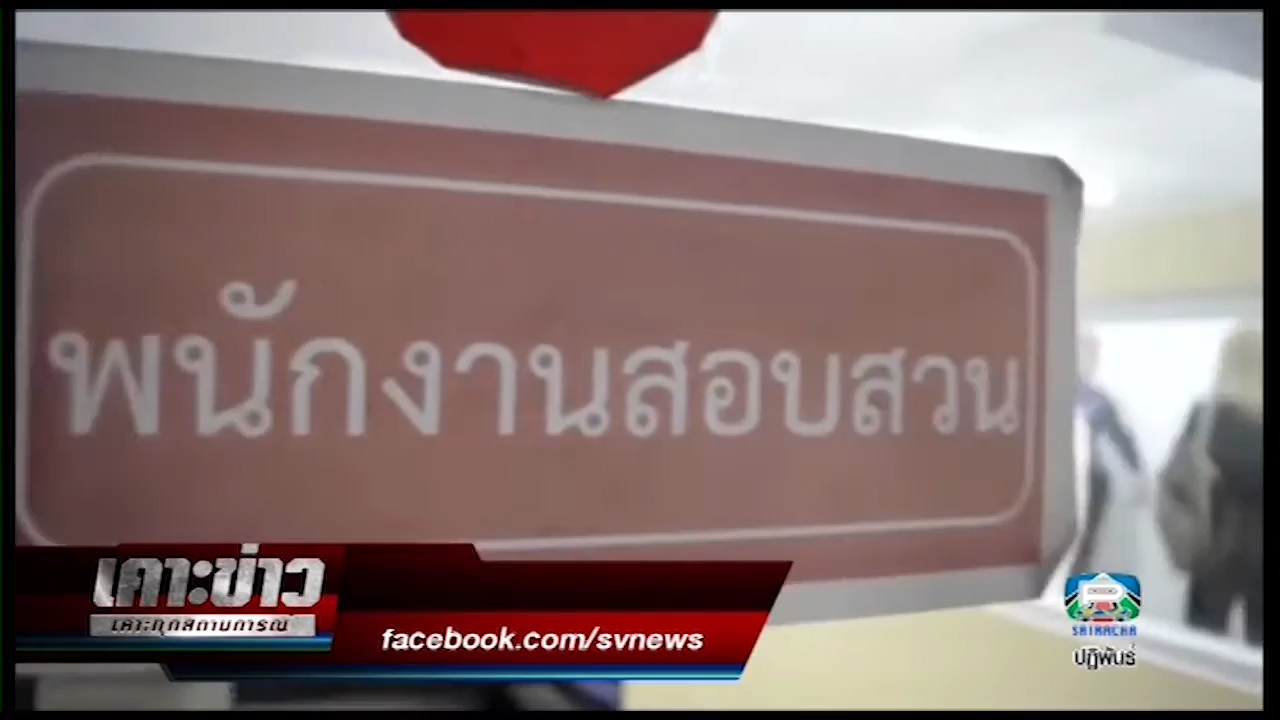 พนักงานสอบสวน
เคาะข่าว
เคาะทุกสถานการณ์
facebook.com/svnews
SRIRACHA
ปฏิพันธ์